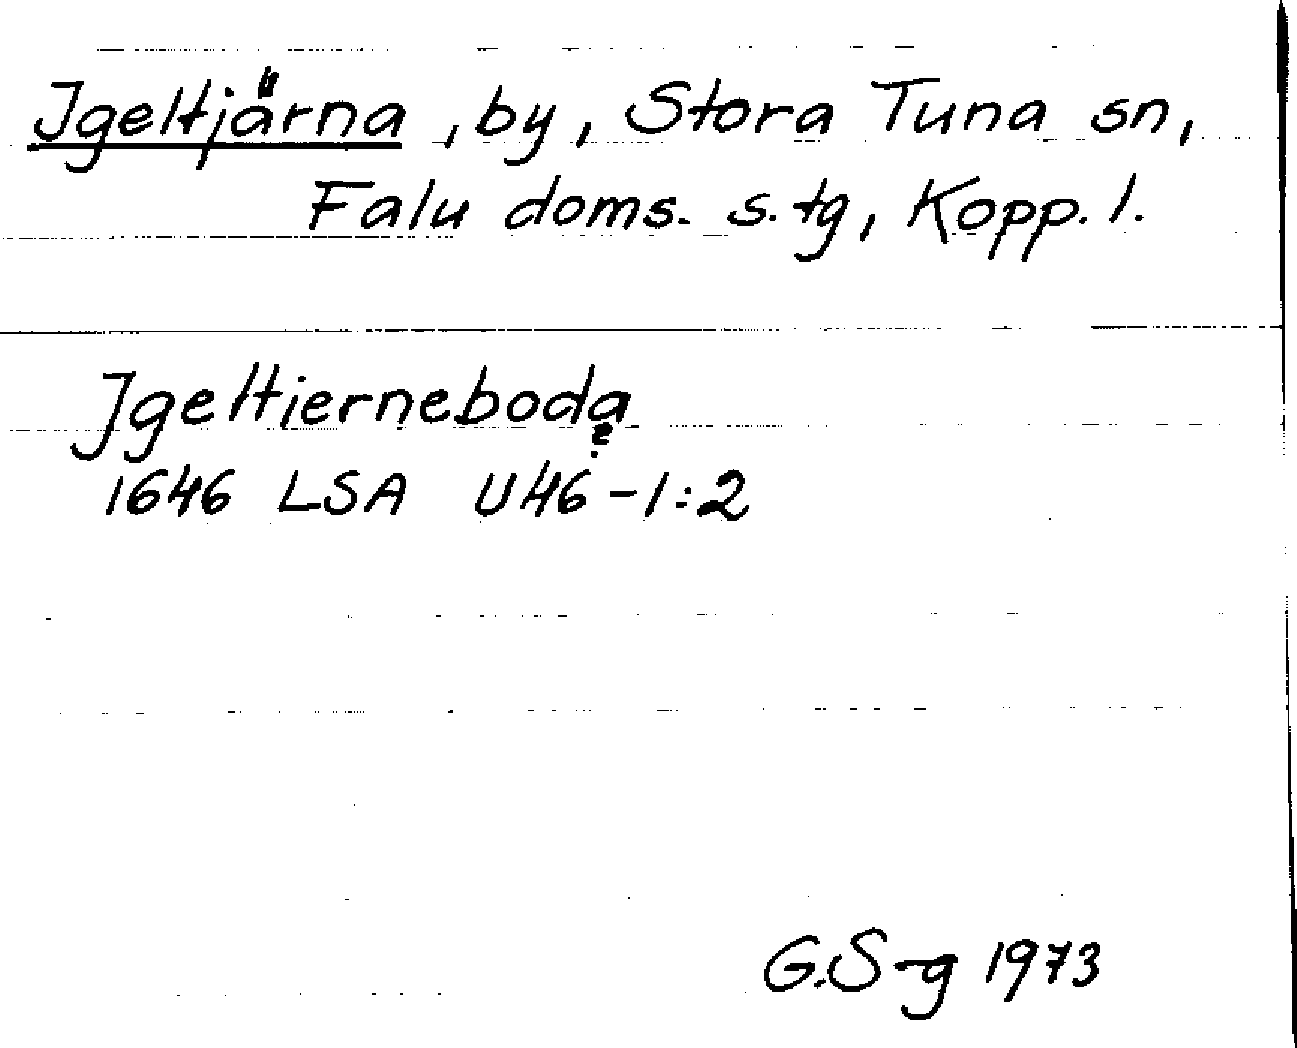 Jgeltjärna, by, Stora Tuna sn,
Falu doms. s. tg, Kopp. l.
Jgeltierneboda
?
1646 LSA U46-1:2
G.S-g 1973